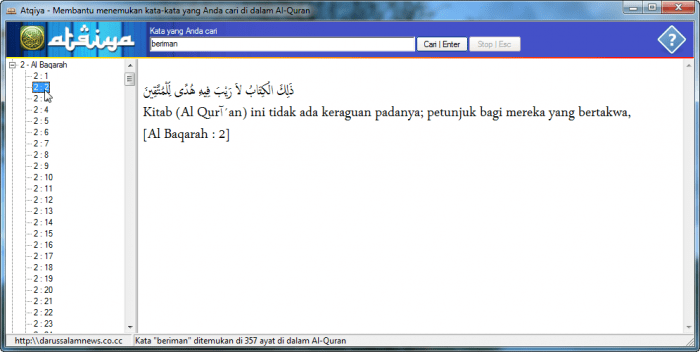 Atqiya - Membantu menemukan kata-kata yang Anda cari di dalam Al-Quran
atqiya
Kata yang Anda cari
beriman
Cari | Enter
Stop | Esc
?
2 - Al Baqarah
2 : 1
2 : 2
2 : 3
2 : 4
2 : 5
2 : 6
2 : 7
2 : 8
2 : 9
2 : 10
2 : 11
2 : 12
2 : 13
2 : 14
2 : 15
2 : 16
2 : 17
2 : 18
2 : 19
2 : 20
2 : 21
2 : 22
2 : 23
ذَلِكَ الْكِتَابُ لاَ رَيْبَ فِيهِ هُدًى لِّلْمُتَّقِينَ
Kitab (Al Qurآ´an) ini tidak ada keraguan padanya; petunjuk bagi mereka yang bertakwa,
[Al Baqarah : 2]
http:\\darussalamnews.co.cc
Kata "beriman" ditemukan di 357 ayat di dalam Al-Quran